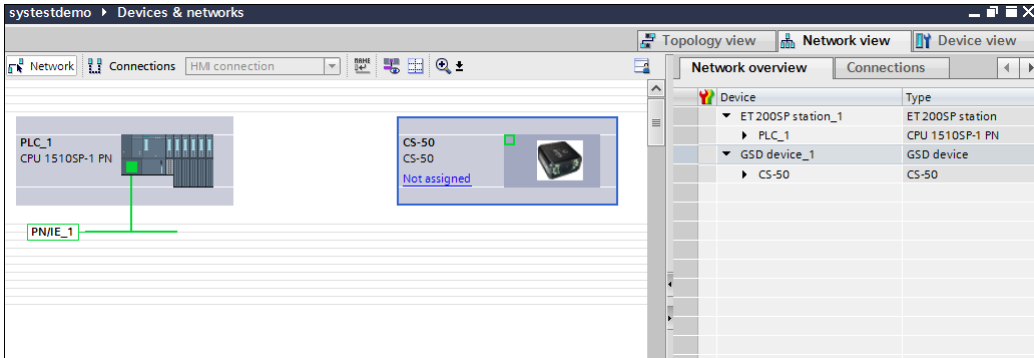 systestdemo ▸ Devices & networks
Topology view Network view Device view
Network Connections HMI connection
Network overview Connections
Device Type
ET200SP station_1 ET200SP station
PLC_1 CPU 1510SP-1 PN
GSD device_1 GSD device
CS-50 CS-50
PLC_1
CPU 1510SP-1 PN
CS-50
CS-50
Not assigned
PN/IE_1